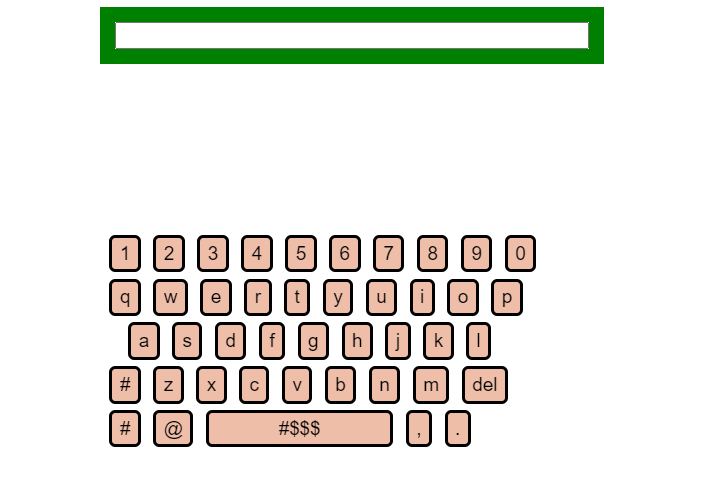 1 2 3 4 5 6 7 8 9 0
q w e r t y u i o p
a s d f g h j k l
# z x c v b n m del
# @ #$$$ , .